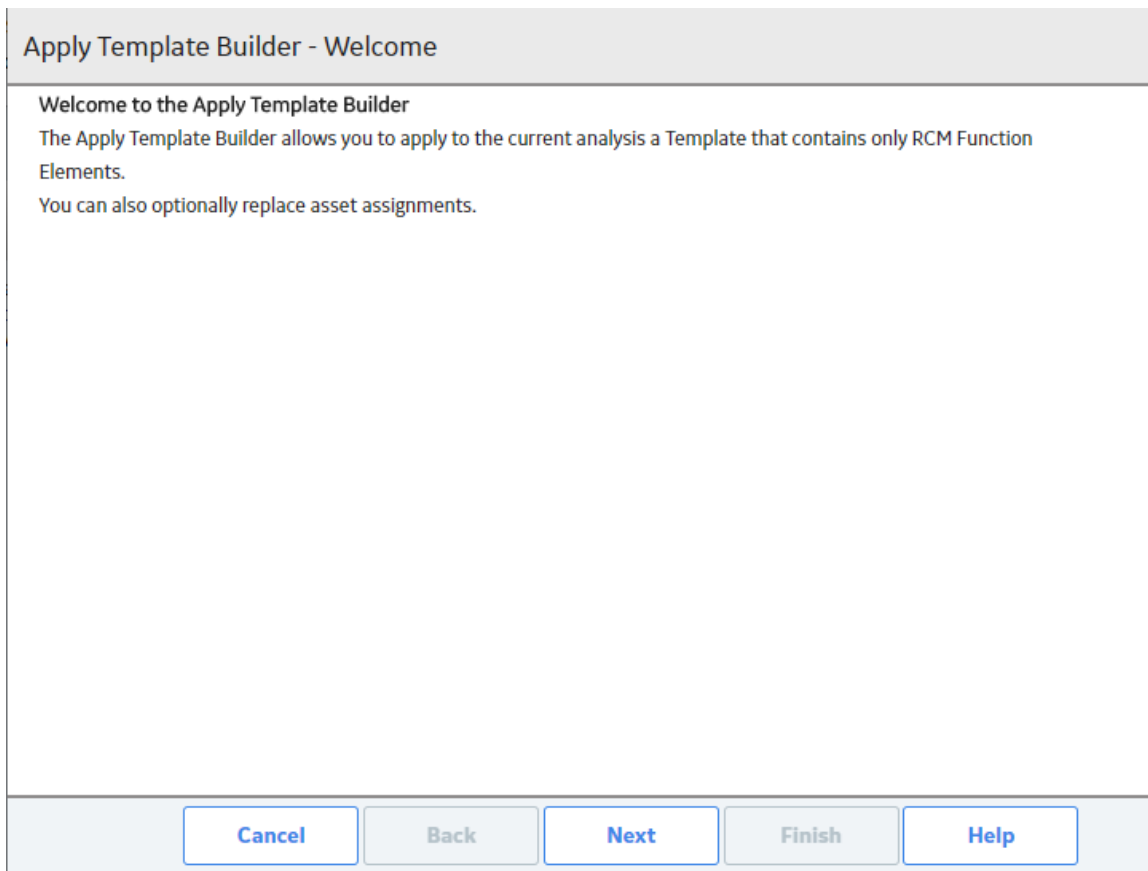 Apply Template Builder - Welcome
Welcome to the Apply Template Builder
The Apply Template Builder allows you to apply to the current analysis a Template that contains only RCM Function
Elements.
You can also optionally replace asset assignments.
Cancel Back Next Finish Help